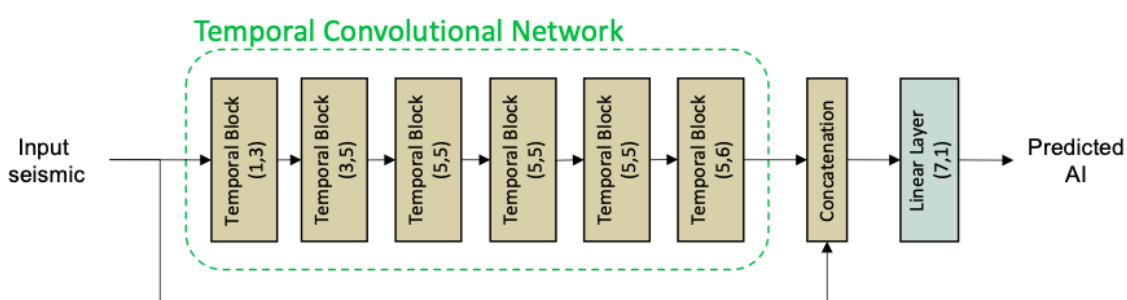 Temporal Convolutional Network
Input
seismic
Temporal Block
(1,3)
Temporal Block
(3,5)
Temporal Block
(5,5)
Temporal Block
(5,5)
Temporal Block
(5,5)
Temporal Block
(5,6)
Concatenation
Linear Layer
(7,1)
Predicted
AI